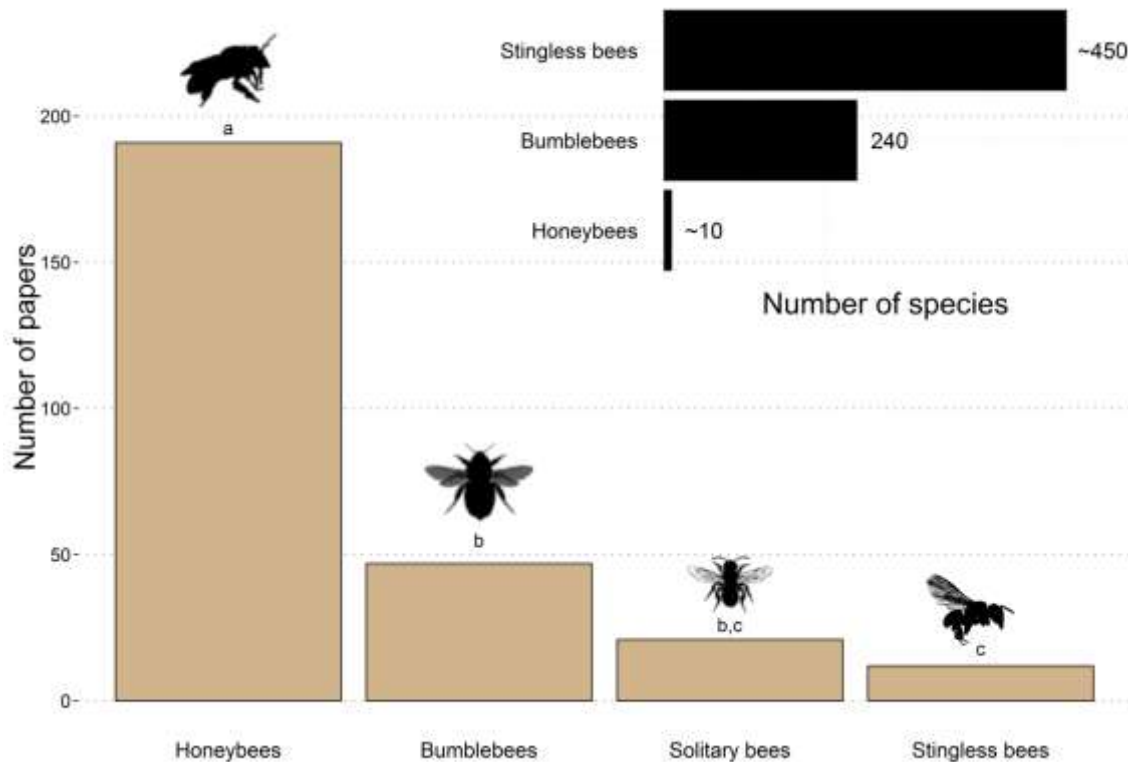 Stingless bees
~450
Bumblebees
240
Honeybees
~10
Number of species
Number of papers
200
150
100
50
0
a
b
b,c
c
Honeybees
Bumblebees
Solitary bees
Stingless bees